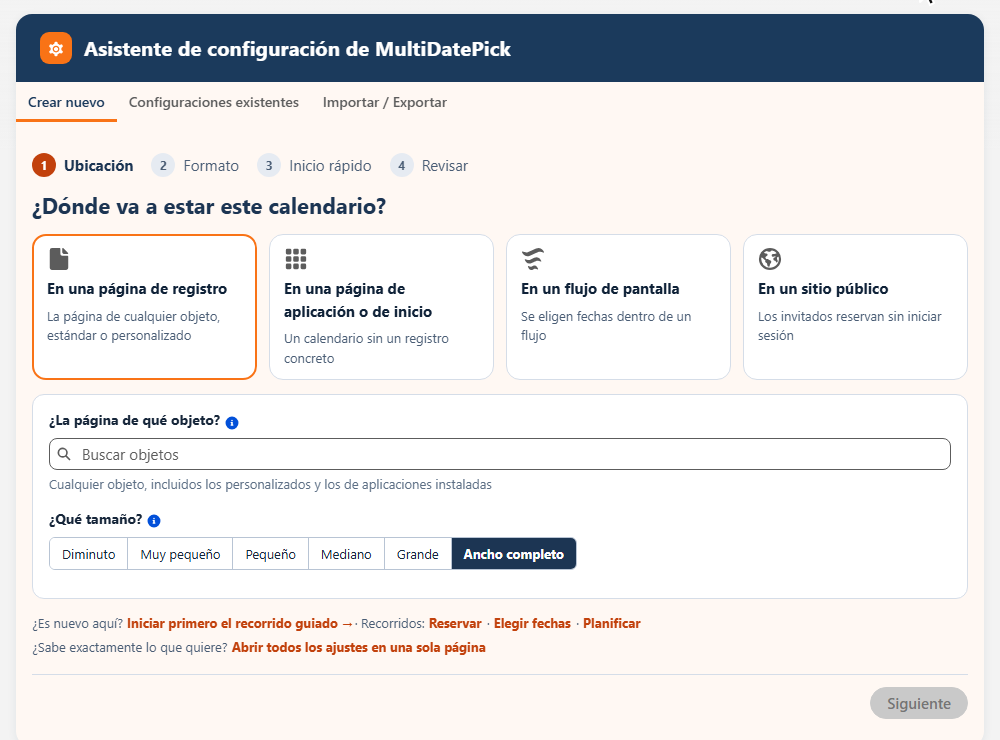 Asistente de configuración de MultiDatePick
Crear nuevo Configuraciones existentes Importar / Exportar
1 Ubicación 2 Formato 3 Inicio rápido 4 Revisar
¿Dónde va a estar este calendario?
En una página de registro
La página de cualquier objeto,
estándar o personalizado
En una página de
aplicación o de inicio
Un calendario sin un registro
concreto
En un flujo de pantalla
Se eligen fechas dentro de un
flujo
En un sitio público
Los invitados reservan sin iniciar
sesión
¿La página de qué objeto?
Buscar objetos
Cualquier objeto, incluidos los personalizados y los de aplicaciones instaladas
¿Qué tamaño?
Diminuto Muy pequeño Pequeño Mediano Grande Ancho completo
¿Es nuevo aquí? Iniciar primero el recorrido guiado → · Recorridos: Reservar · Elegir fechas · Planificar
¿Sabe exactamente lo que quiere? Abrir todos los ajustes en una sola página
Siguiente